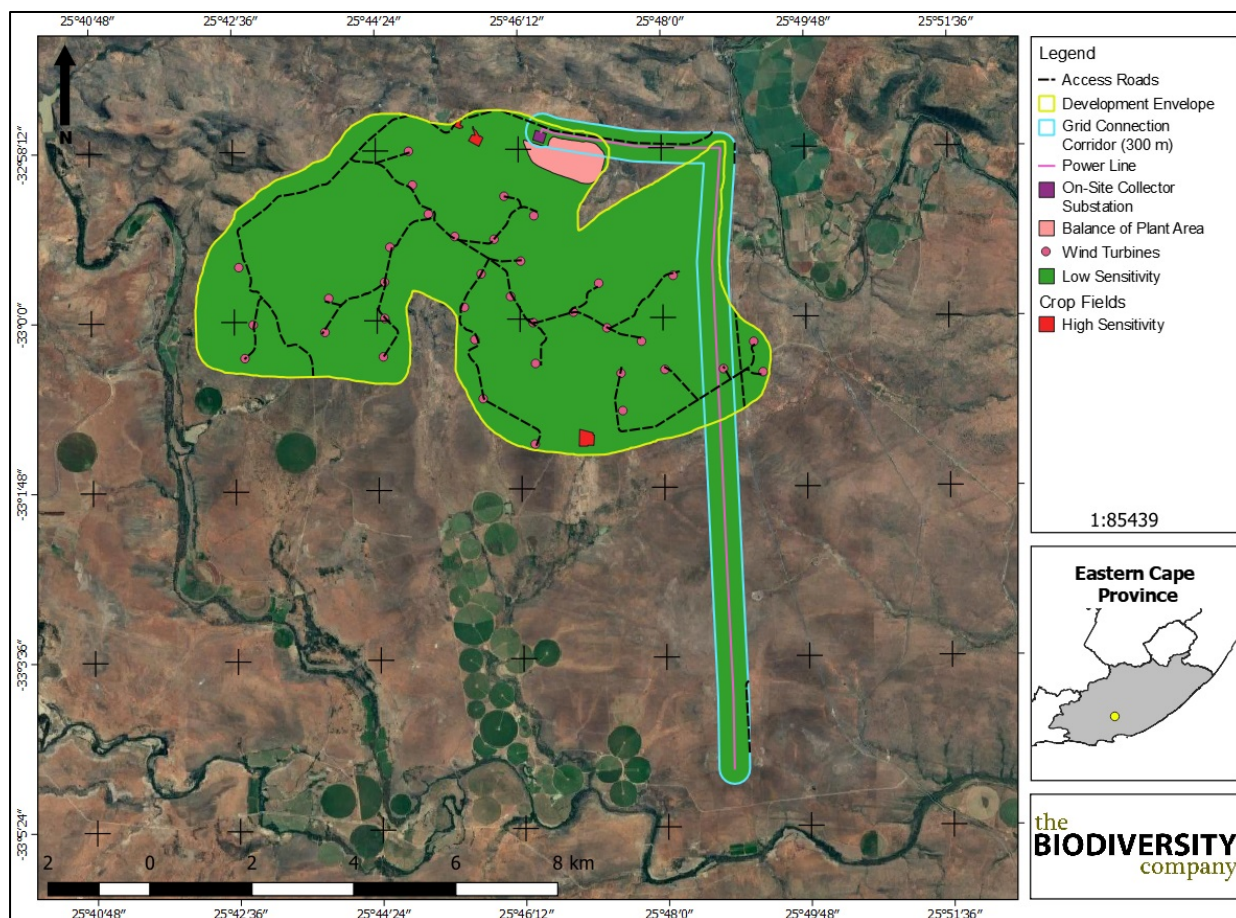 25°40'48" 25°42'36" 25°44'24" 25°46'12" 25°48'0" 25°49'48" 25°51'36"
N
-32°58'12"
-33°0'0"
-33°1'48"
-33°3'36"
-33°5'24"
2 0 2 4 6 8 km
25°40'48" 25°42'36" 25°44'24" 25°46'12" 25°48'0" 25°49'48" 25°51'36"
Legend
Access Roads
Development Envelope
Grid Connection
Corridor (300 m)
Power Line
On-Site Collector
Substation
Balance of Plant Area
Wind Turbines
Low Sensitivity
Crop Fields
High Sensitivity
1:85439
Eastern Cape
Province
the
BIODIVERSITY
company